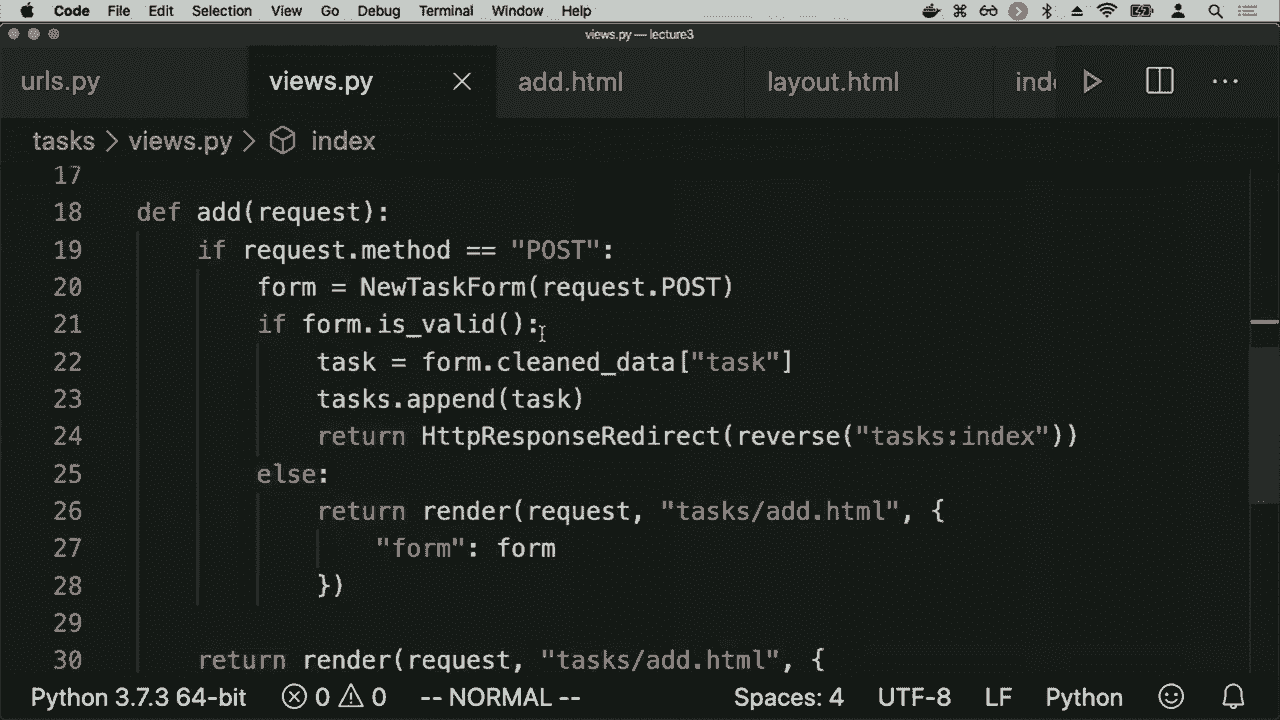 Code File Edit Selection View Go Debug Terminal Window Help
views.py — lecture3
urls.py views.py add.html layout.html inde
tasks > views.py > index
17
18 def add(request):
19 if request.method == "POST":
20 form = NewTaskForm(request.POST)
21 if form.is_valid():
22 task = form.cleaned_data["task"]
23 tasks.append(task)
24 return HttpResponseRedirect(reverse("tasks:index"))
25 else:
26 return render(request, "tasks/add.html", {
27 "form": form
28 })
29
30 return render(request, "tasks/add.html", {
Python 3.7.3 64-bit 0 0 -- NORMAL -- Spaces: 4 UTF-8 LF Python